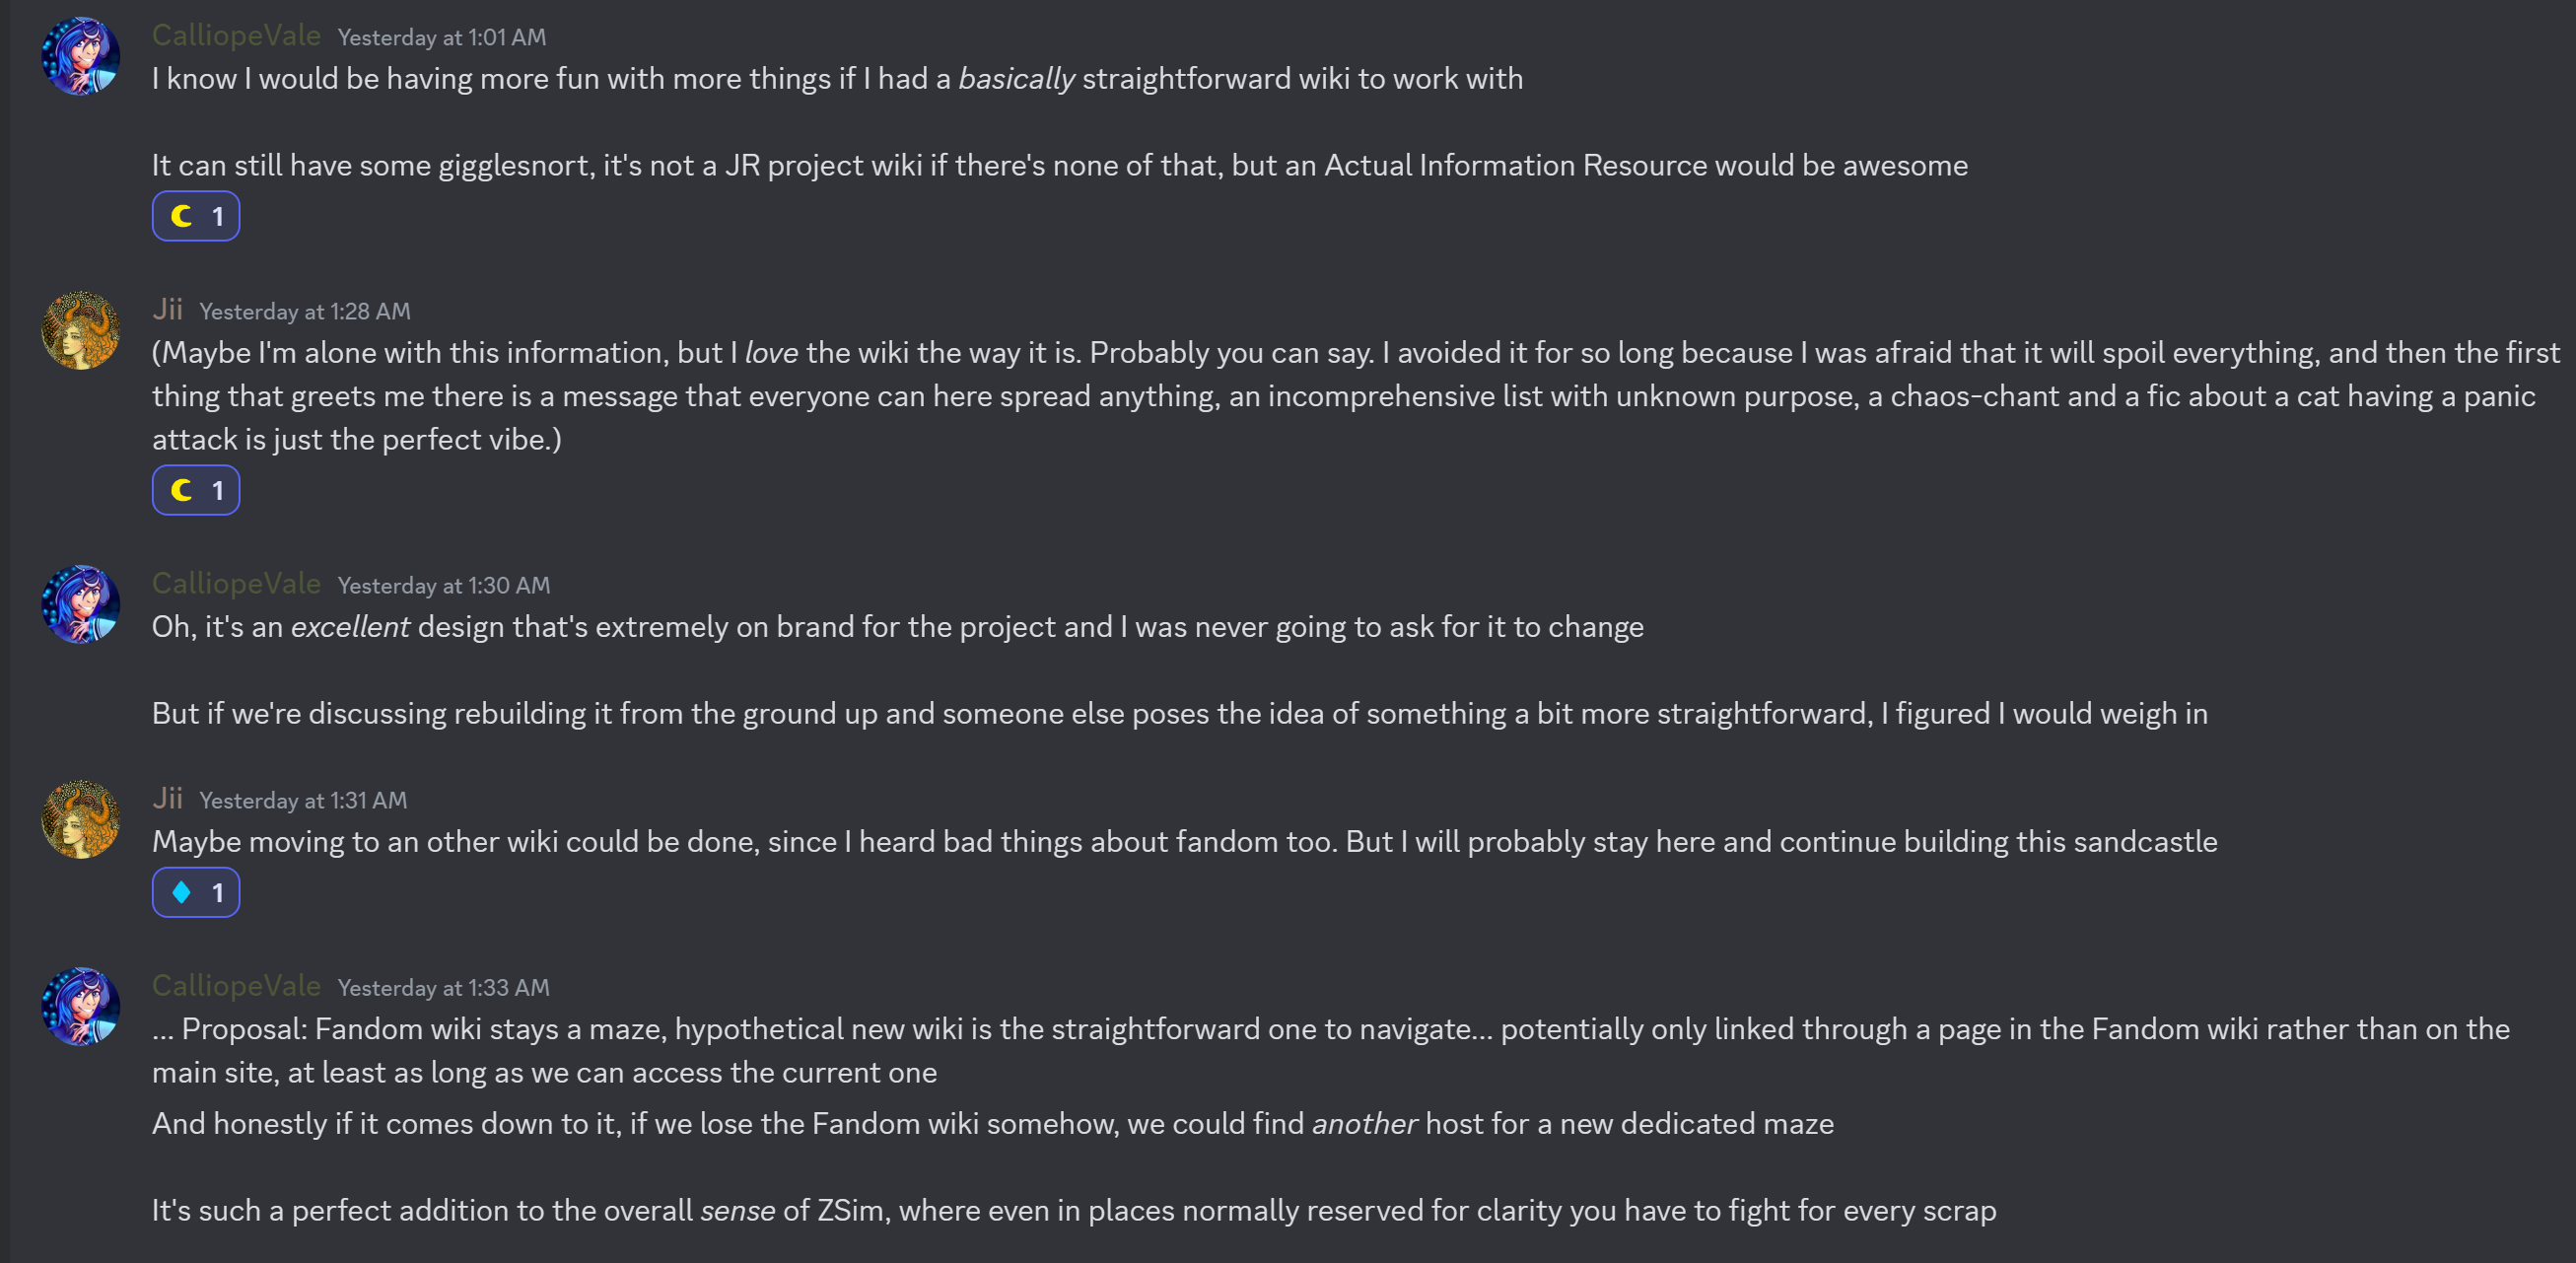 CalliopeVale Yesterday at 1:01 AM
I know I would be having more fun with more things if I had a basically straightforward wiki to work with
It can still have some gigglesnort, it's not a JR project wiki if there's none of that, but an Actual Information Resource would be awesome
1
Jii Yesterday at 1:28 AM
(Maybe I'm alone with this information, but I love the wiki the way it is. Probably you can say. I avoided it for so long because I was afraid that it will spoil everything, and then the first
thing that greets me there is a message that everyone can here spread anything, an incomprehensive list with unknown purpose, a chaos-chant and a fic about a cat having a panic
attack is just the perfect vibe.)
1
CalliopeVale Yesterday at 1:30 AM
Oh, it's an excellent design that's extremely on brand for the project and I was never going to ask for it to change
But if we're discussing rebuilding it from the ground up and someone else poses the idea of something a bit more straightforward, I figured I would weigh in
Jii Yesterday at 1:31 AM
Maybe moving to an other wiki could be done, since I heard bad things about fandom too. But I will probably stay here and continue building this sandcastle
1
CalliopeVale Yesterday at 1:33 AM
... Proposal: Fandom wiki stays a maze, hypothetical new wiki is the straightforward one to navigate... potentially only linked through a page in the Fandom wiki rather than on the
main site, at least as long as we can access the current one
And honestly if it comes down to it, if we lose the Fandom wiki somehow, we could find another host for a new dedicated maze
It's such a perfect addition to the overall sense of ZSim, where even in places normally reserved for clarity you have to fight for every scrap